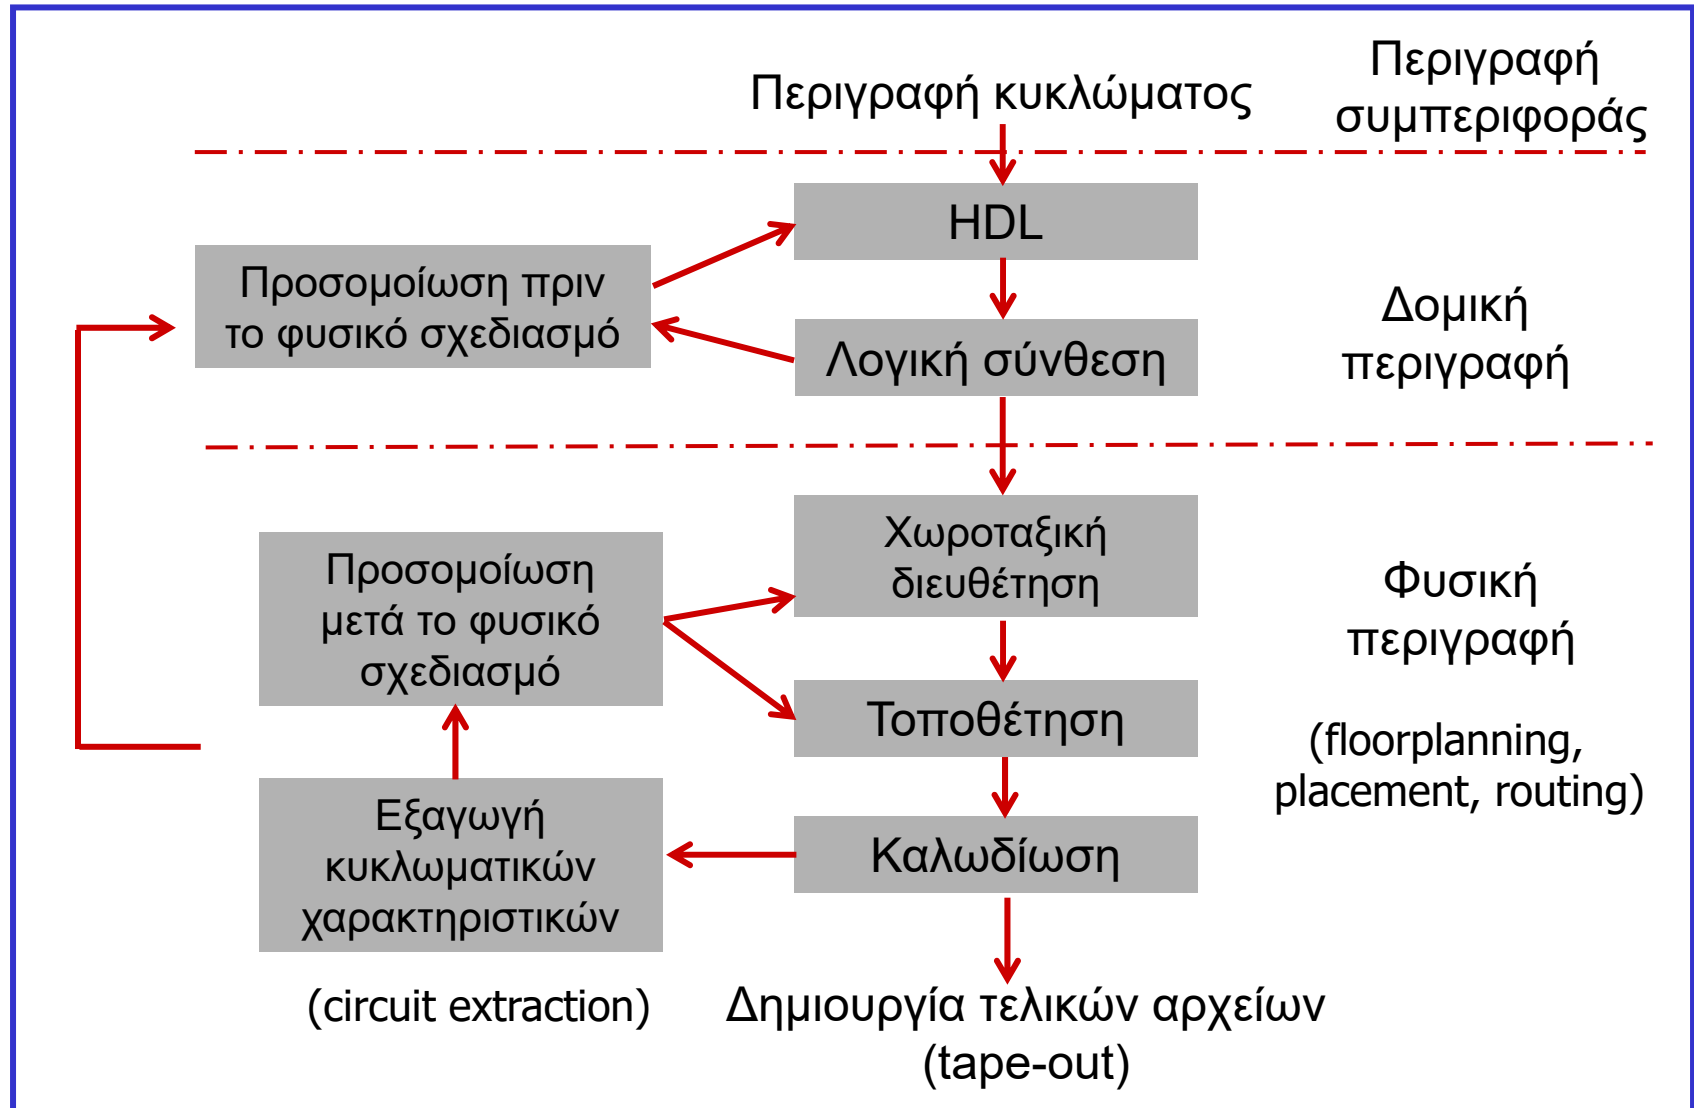 Περιγραφή κυκλώματος
Περιγραφή
συμπεριφοράς
HDL
Προσομοίωση πριν
το φυσικό σχεδιασμό
Λογική σύνθεση
Δομική
περιγραφή
Χωροταξική
διευθέτηση
Προσομοίωση
μετά το φυσικό
σχεδιασμό
Φυσική
περιγραφή
Τοποθέτηση
(floorplanning,
placement, routing)
Εξαγωγή
κυκλωματικών
χαρακτηριστικών
Καλωδίωση
(circuit extraction)
Δημιουργία τελικών αρχείων
(tape-out)